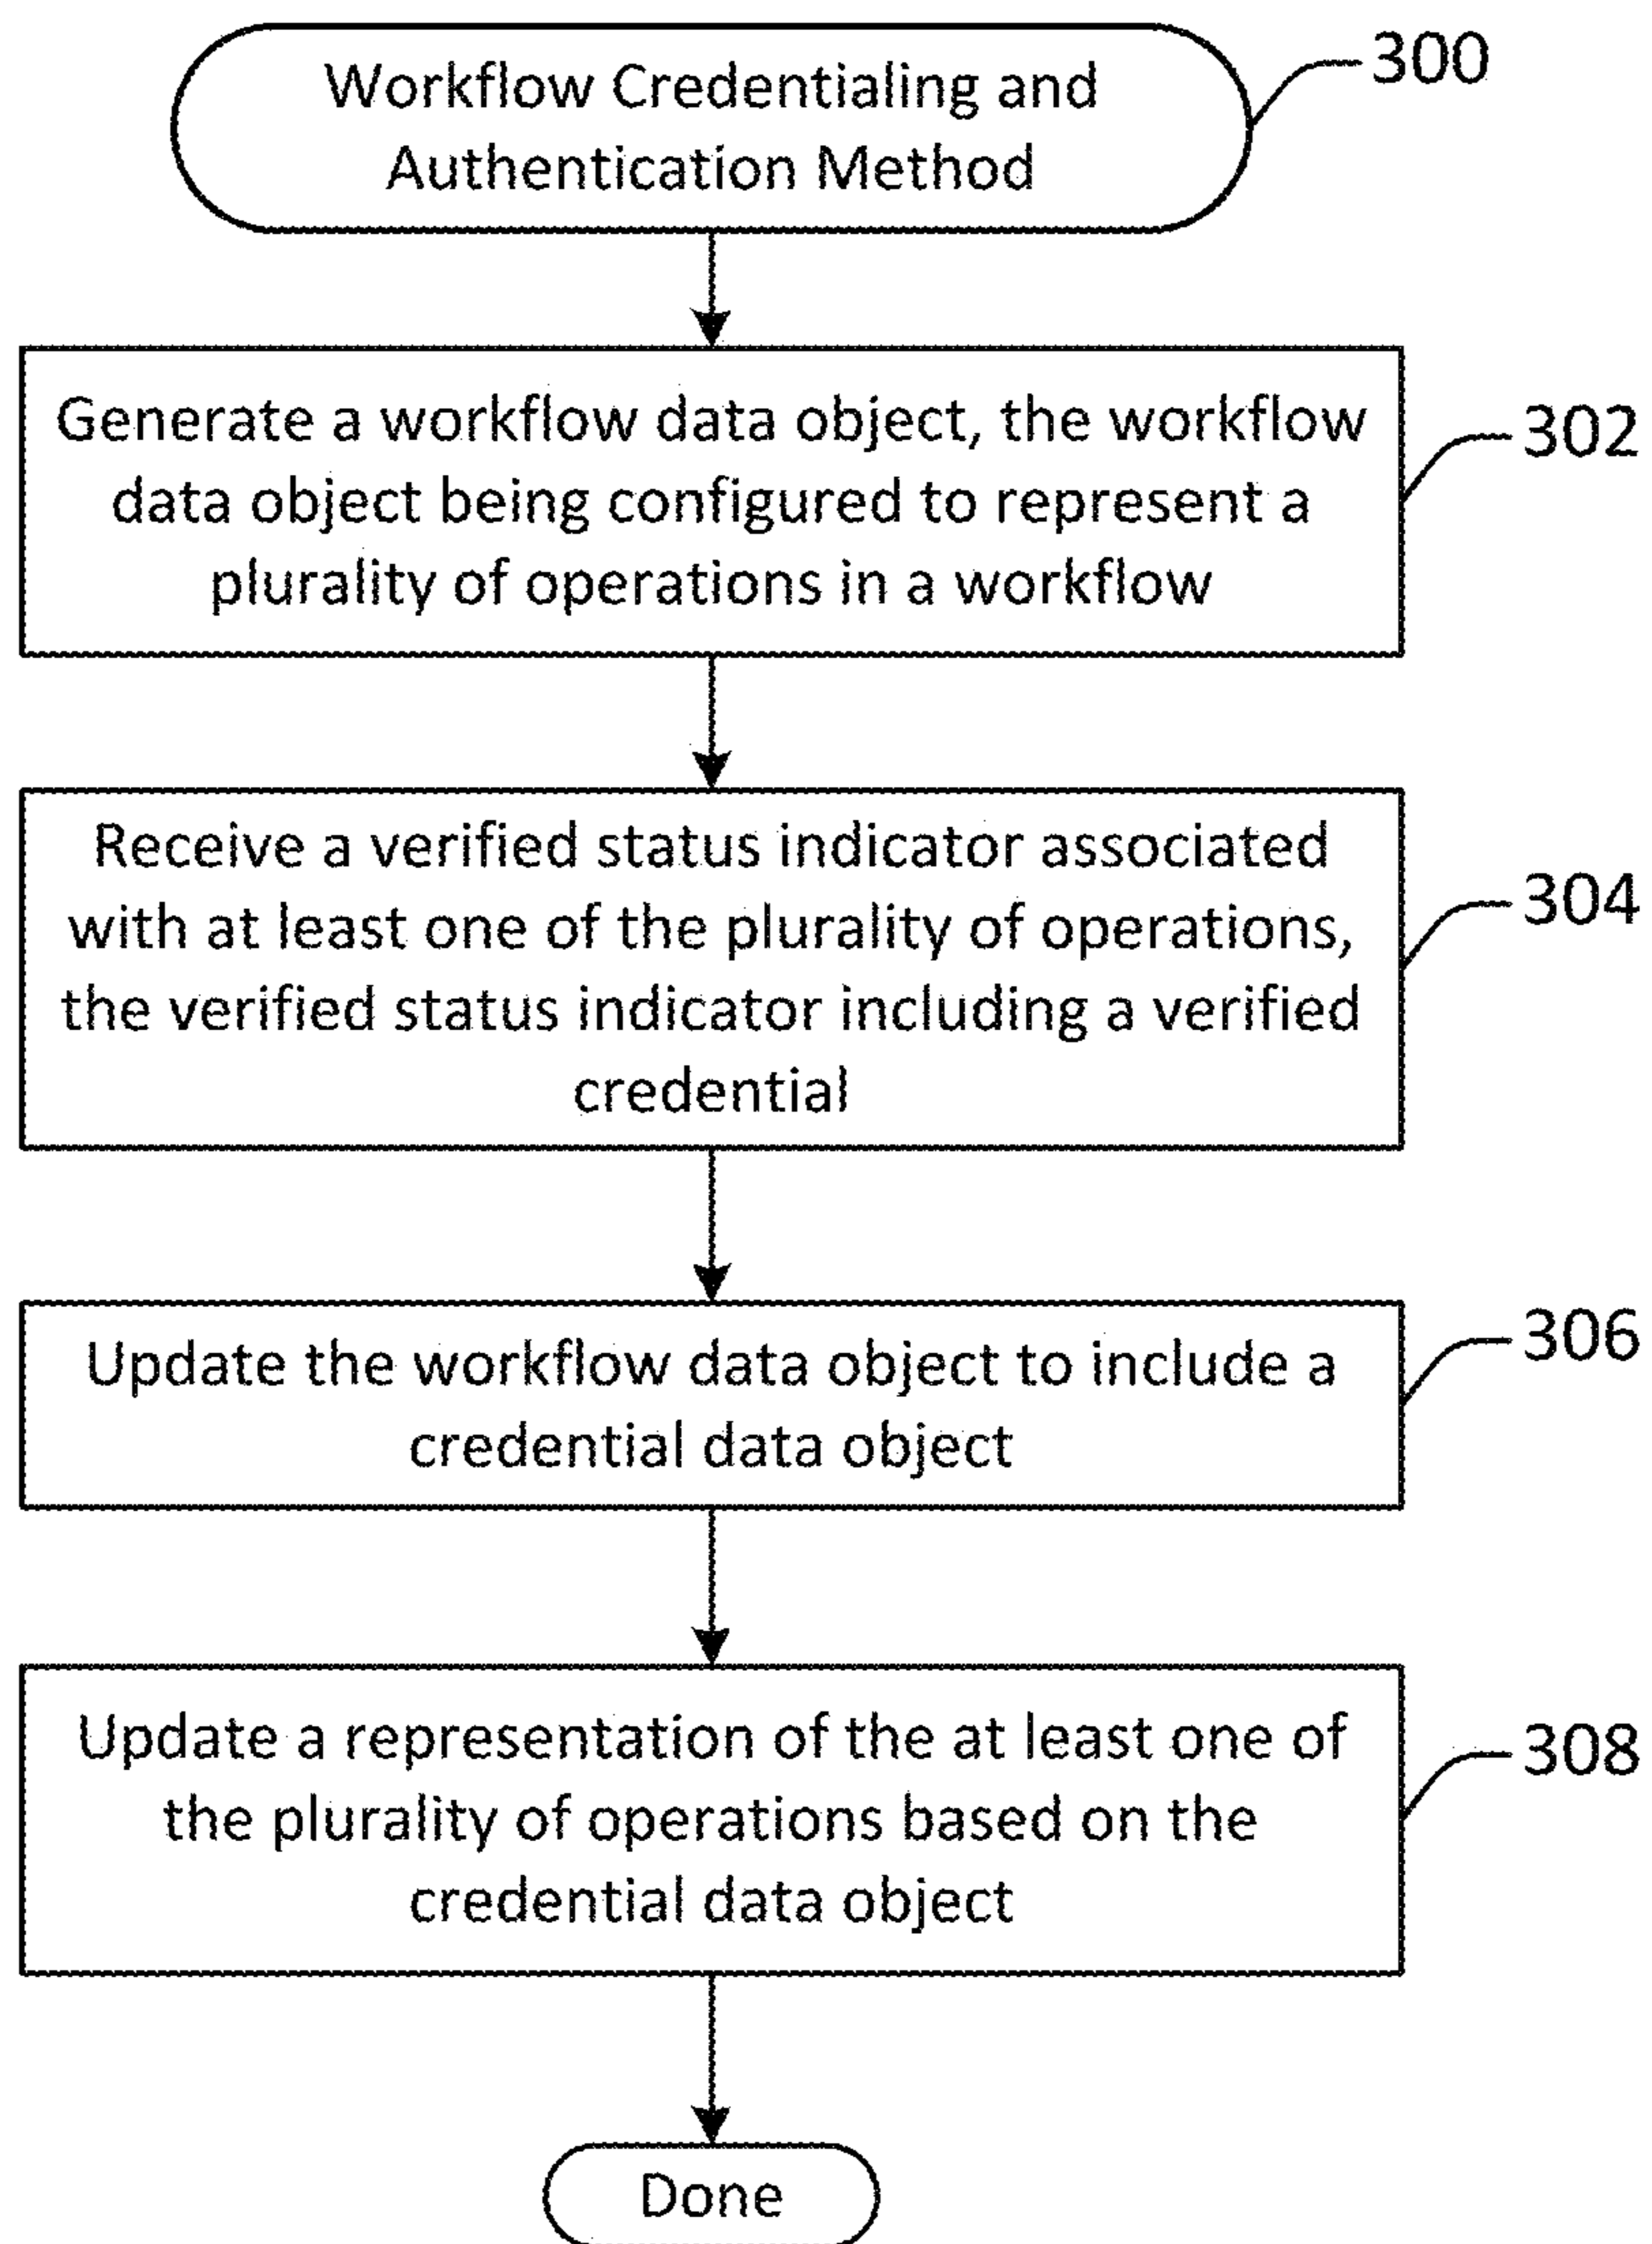 Workflow Credentialing and
Authentication Method
300
Generate a workflow data object, the workflow
data object being configured to represent a
plurality of operations in a workflow
302
Receive a verified status indicator associated
with at least one of the plurality of operations,
the verified status indicator including a verified
credential
304
Update the workflow data object to include a
credential data object
306
Update a representation of the at least one of
the plurality of operations based on the
credential data object
308
Done